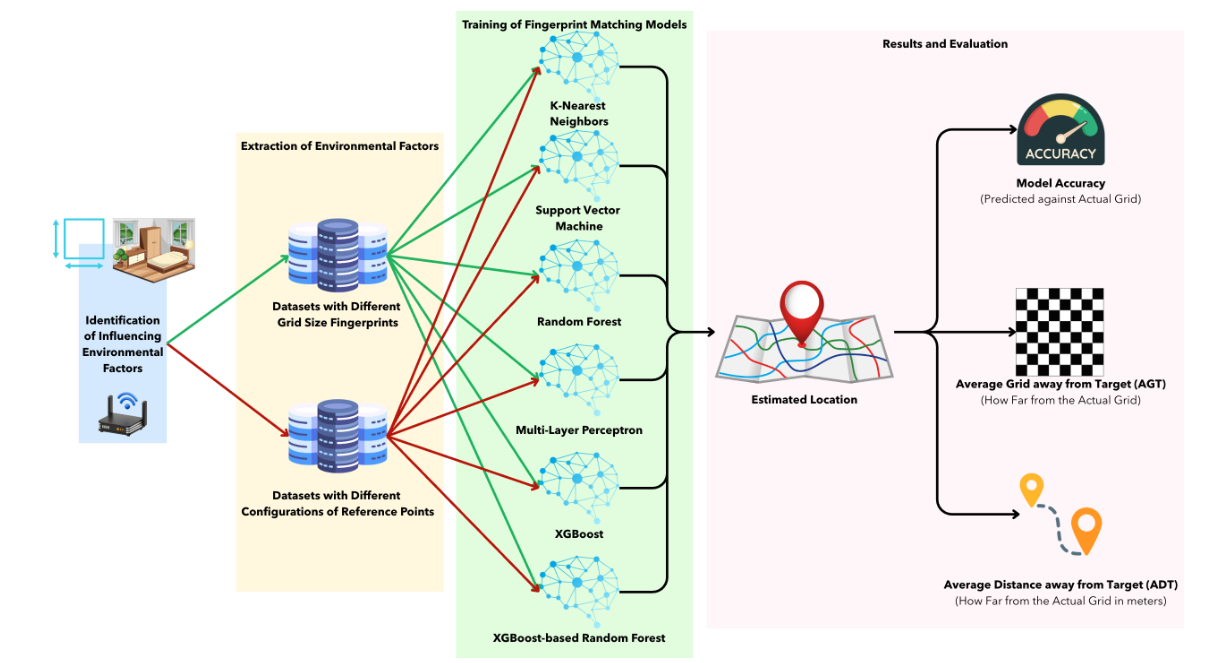 Training of Fingerprint Matching Models
Results and Evaluation
Extraction of Environmental Factors
Identification
of Influencing
Environmental
Factors
Datasets with Different
Grid Size Fingerprints
Datasets with Different
Configurations of Reference Points
K-Nearest
Neighbors
Support Vector
Machine
Random Forest
Multi-Layer Perceptron
XGBoost
XGBoost-based Random Forest
Estimated Location
ACCURACY
Model Accuracy
(Predicted against Actual Grid)
Average Grid away from Target (AGT)
(How Far from the Actual Grid)
Average Distance away from Target (ADT)
(How Far from the Actual Grid in meters)